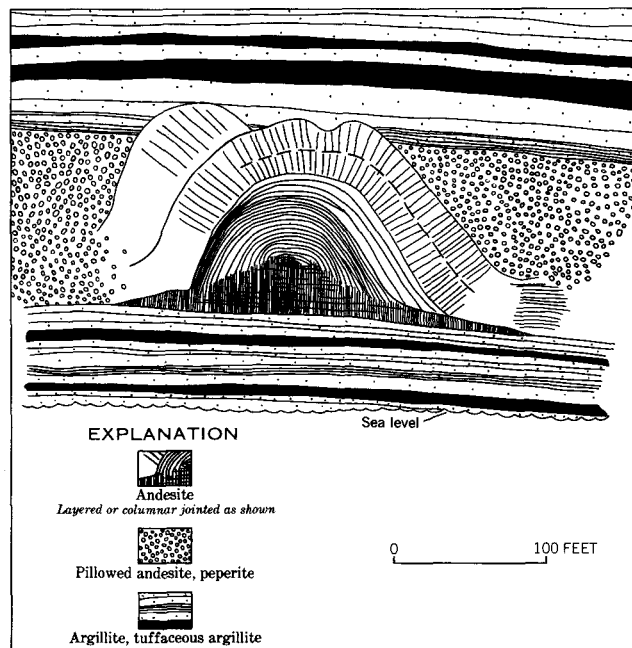 Sea level
EXPLANATION
Andesite
Layered or columnar jointed as shown
0 100 FEET
Pillowed andesite, peperite
Argillite, tuffaceous argillite